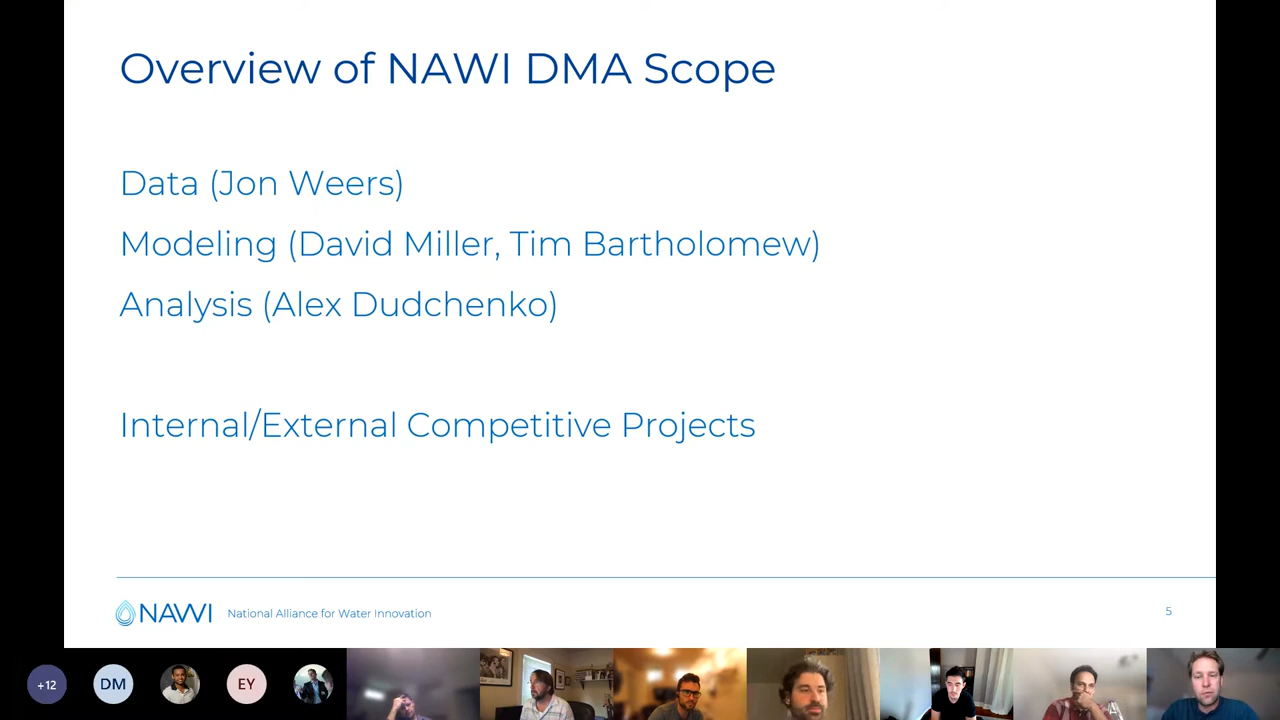 Overview of NAWI DMA Scope
Data (Jon Weers)
Modeling (David Miller, Tim Bartholomew)
Analysis (Alex Dudchenko)
Internal/External Competitive Projects
NAWI National Alliance for Water Innovation
5
+12 DM EY